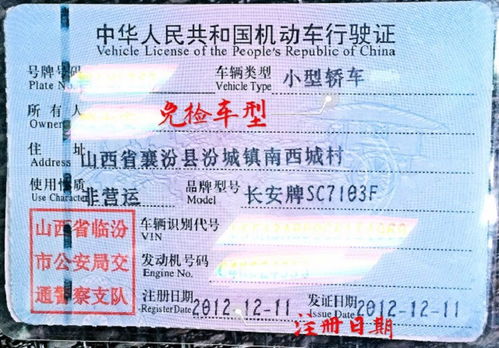 中华人民共和国机动车行驶证
Vehicle License of the People's Republic of China
号牌号码 车辆类型 小型轿车
Plate No. Vehicle Type
所有人 免检车型
Owner
住址 山西省襄汾县汾城镇南西城村
Address
使用性质 非营运 品牌型号 长安牌SC7103F
Use Character Model
山西省临汾
市公安局交
通警察支队
车辆识别代号
VIN
发动机号码
Engine No.
注册日期 2012-12-11 发证日期 2012-12-11
Register Date Issue Date
注册日期